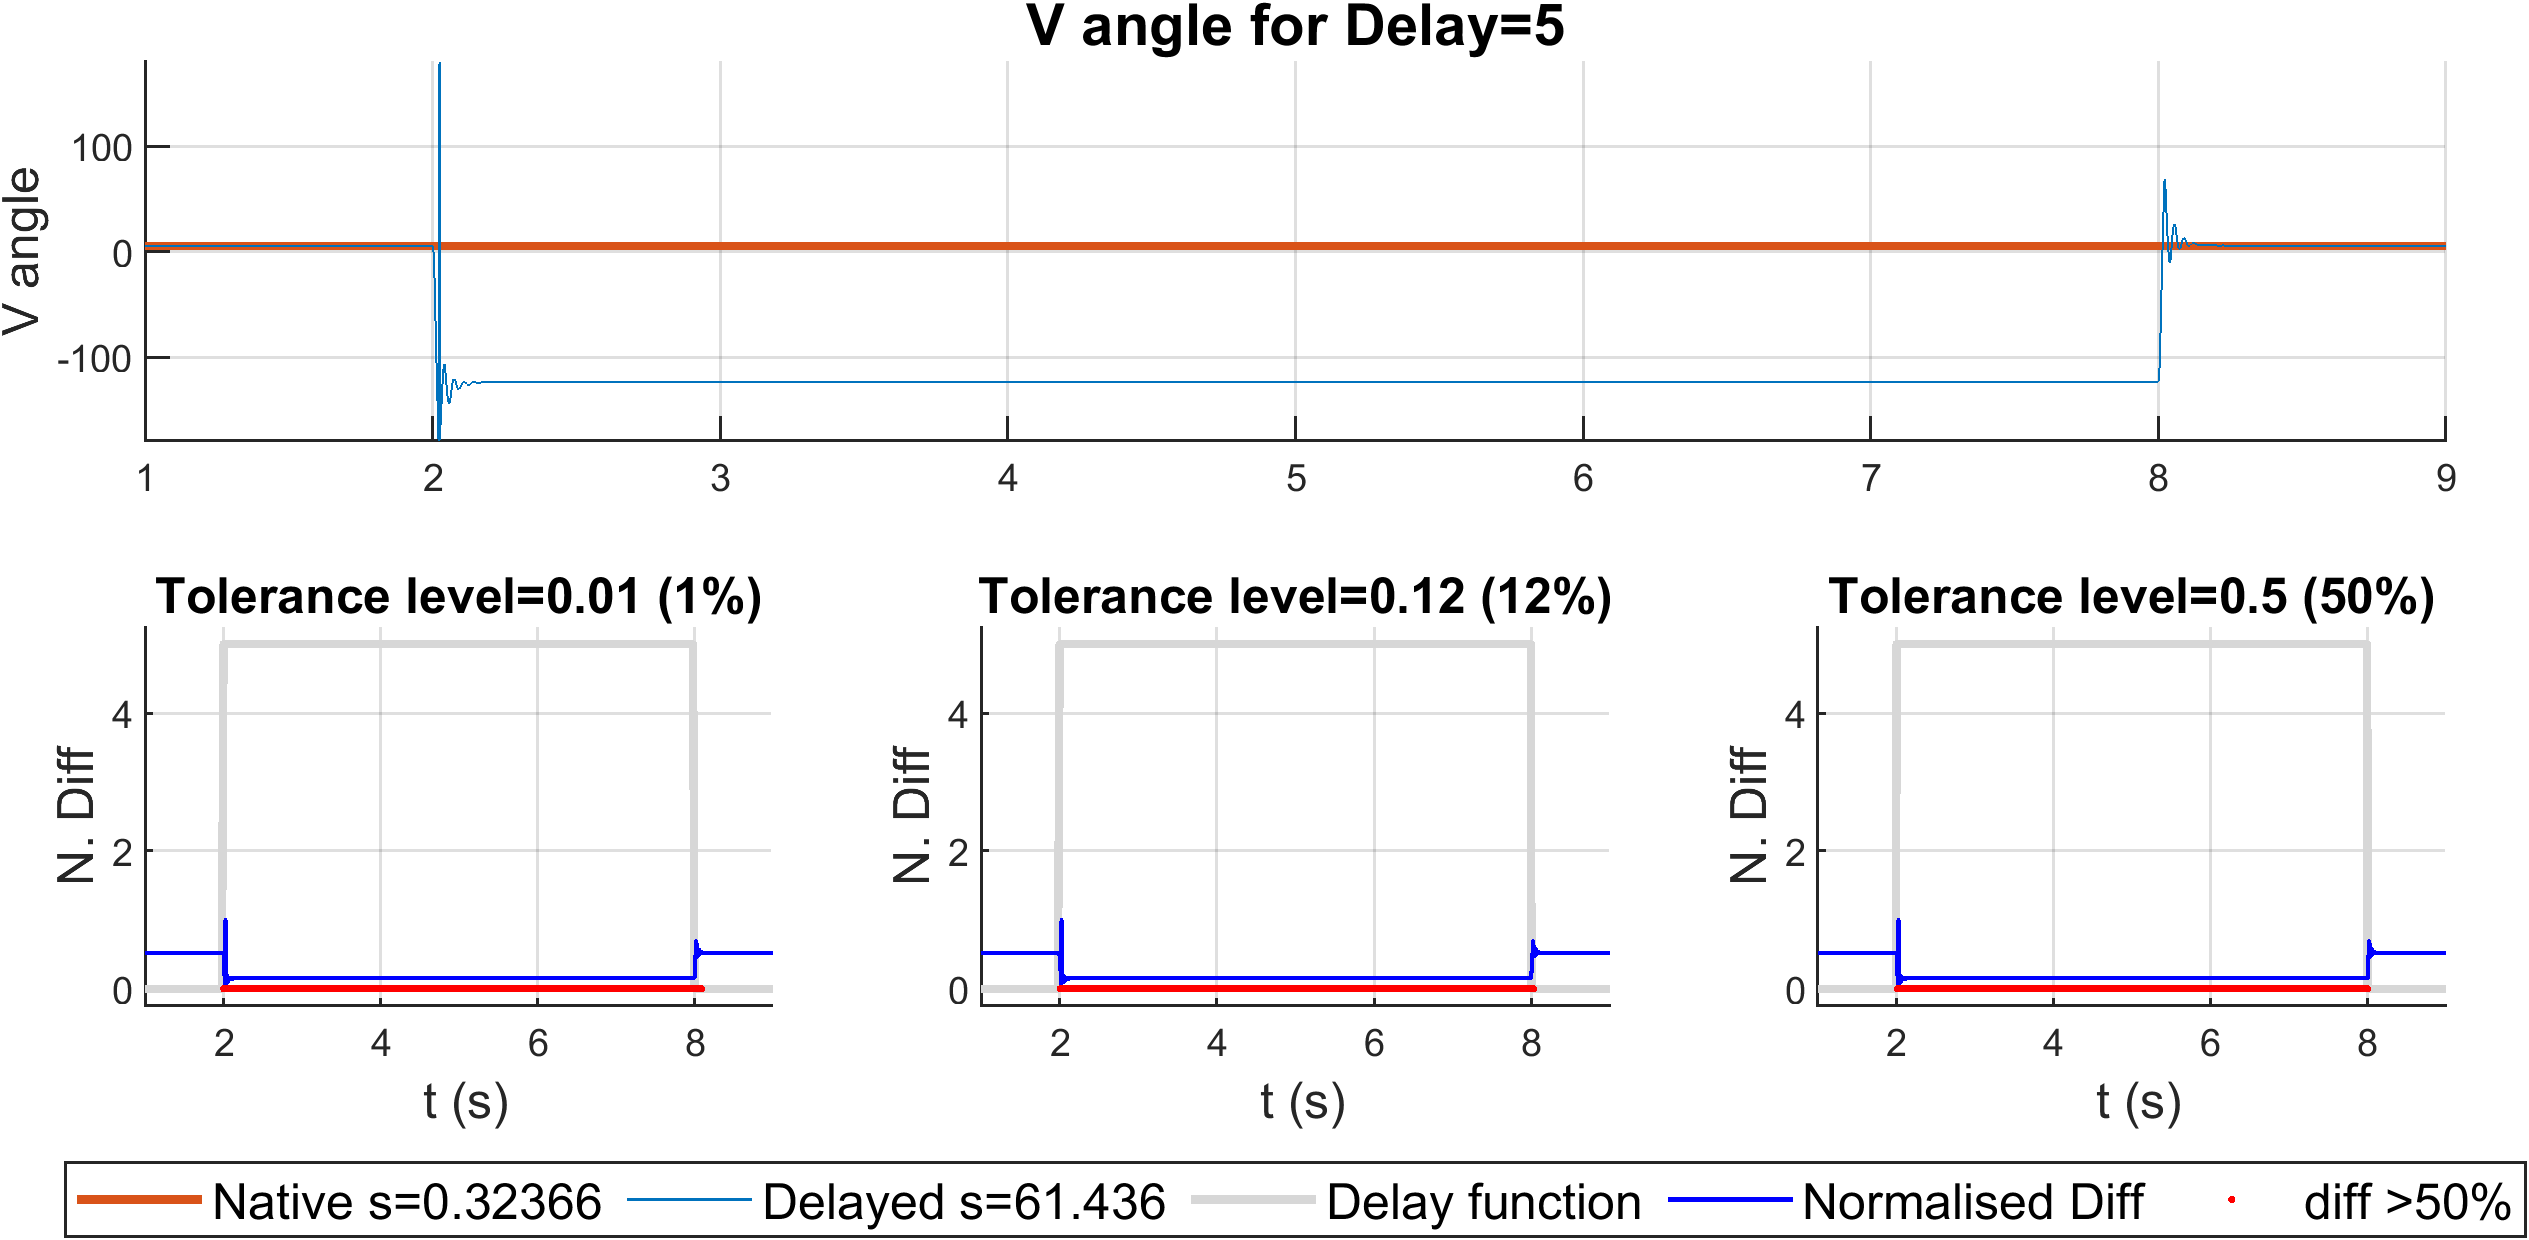 V angle for Delay=5
V angle
100
0
-100
1 2 3 4 5 6 7 8 9
Tolerance level=0.01 (1%)
N. Diff
4
2
0
2 4 6 8
t (s)
Tolerance level=0.12 (12%)
N. Diff
4
2
0
2 4 6 8
t (s)
Tolerance level=0.5 (50%)
N. Diff
4
2
0
2 4 6 8
t (s)
Native s=0.32366 Delayed s=61.436 Delay function Normalised Diff diff >50%